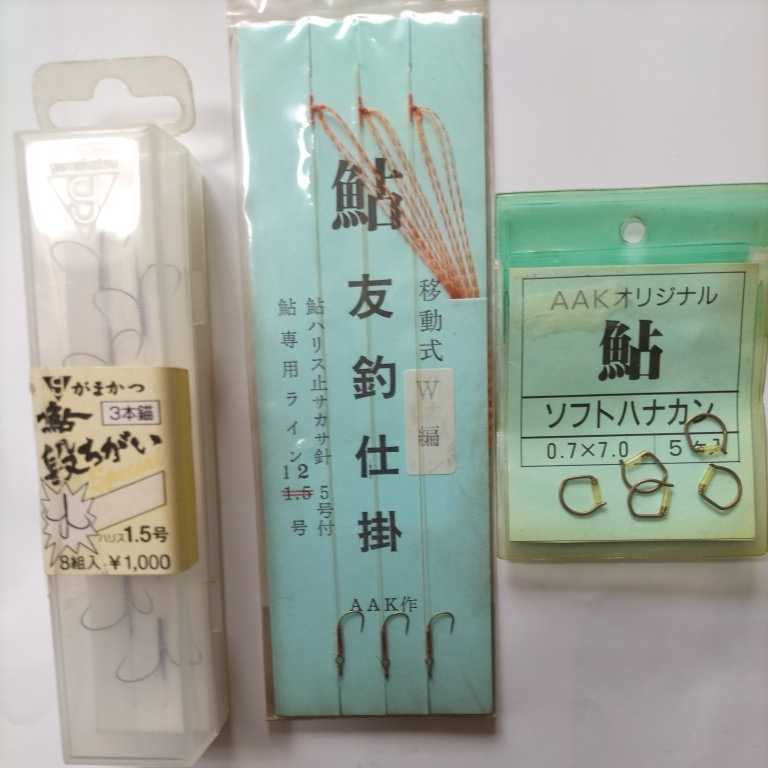 がまかつ
鮎
3本錨
段ちがい
Special
ハリス1.5号
8組入 ¥1,000
鮎
友釣仕掛
移動式W編
鮎ハリス止サカサ針 5号付
鮎専用ライン 12
1.5号
AAK作
AAKオリジナル
鮎
ソフトハナカン
0.7×7.0